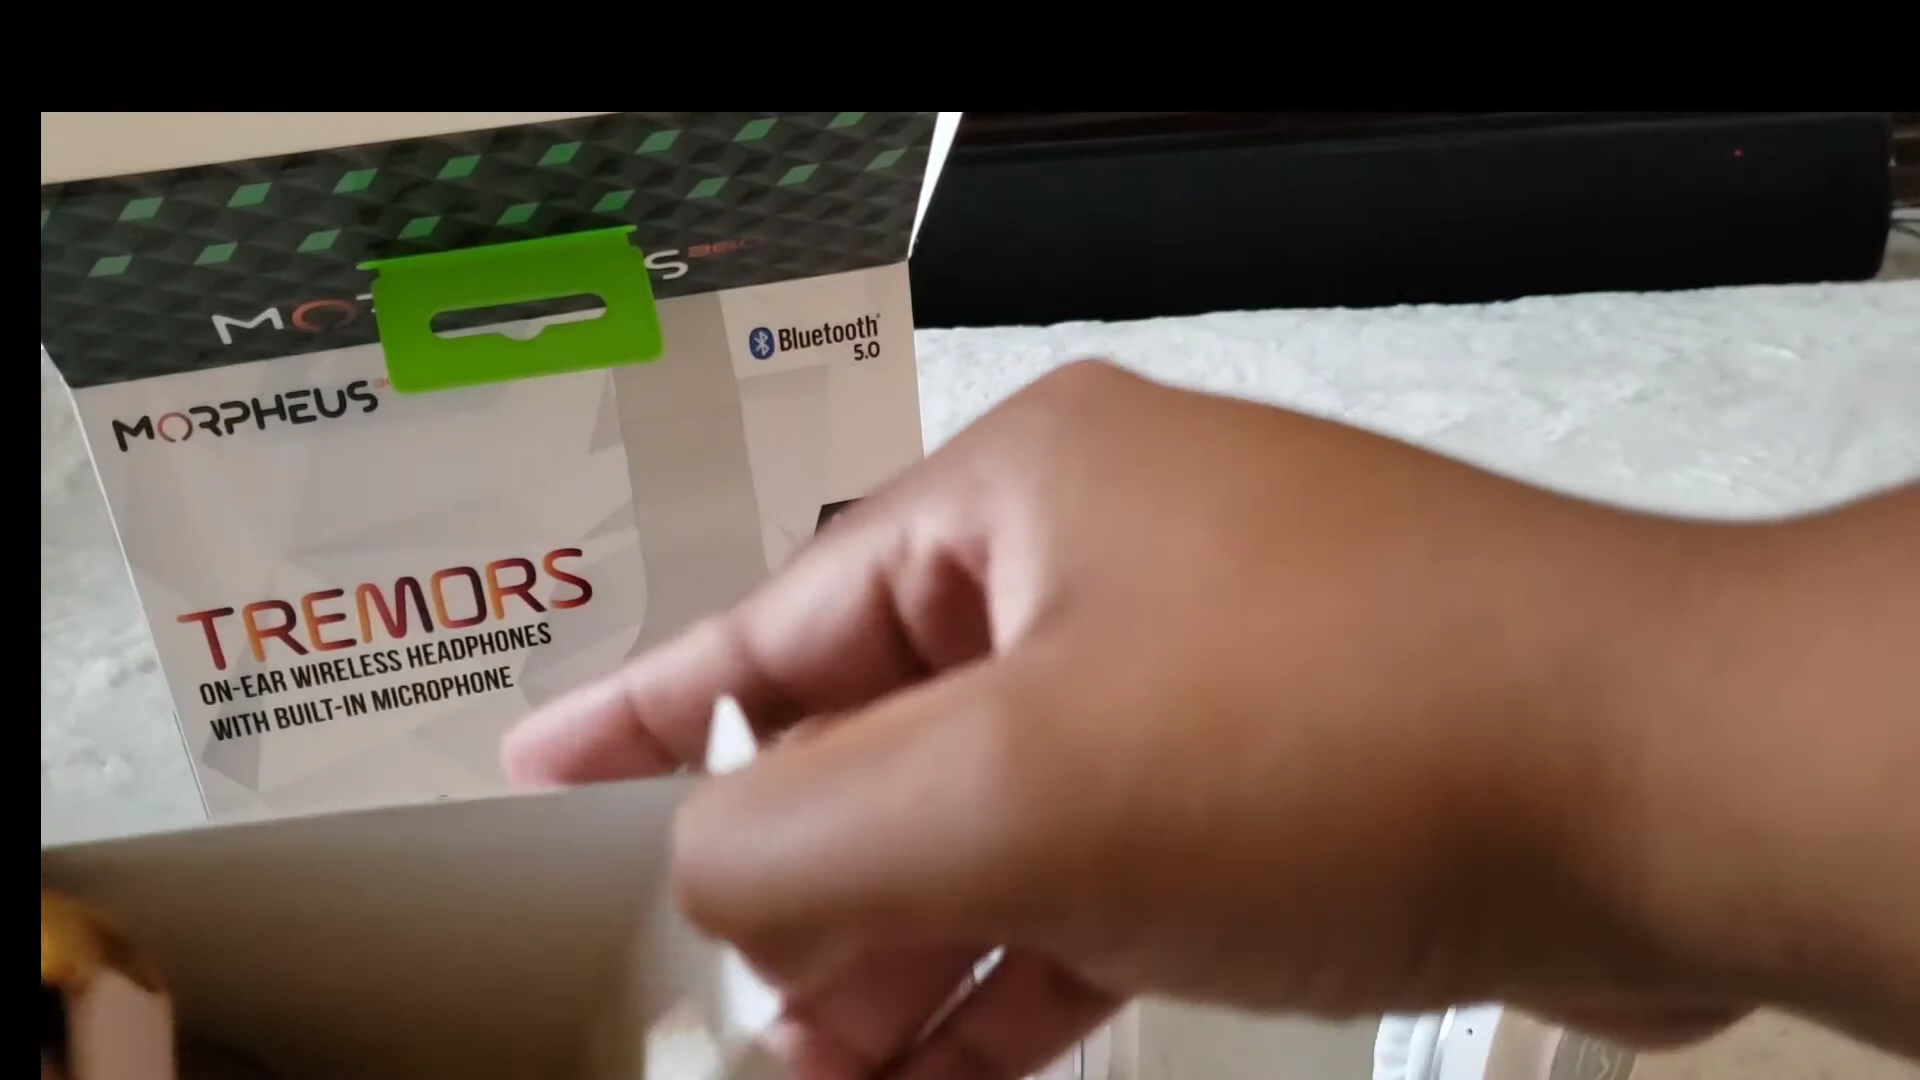 MORPHEUS
Bluetooth
5.0
TREMORS
ON-EAR WIRELESS HEADPHONES
WITH BUILT-IN MICROPHONE